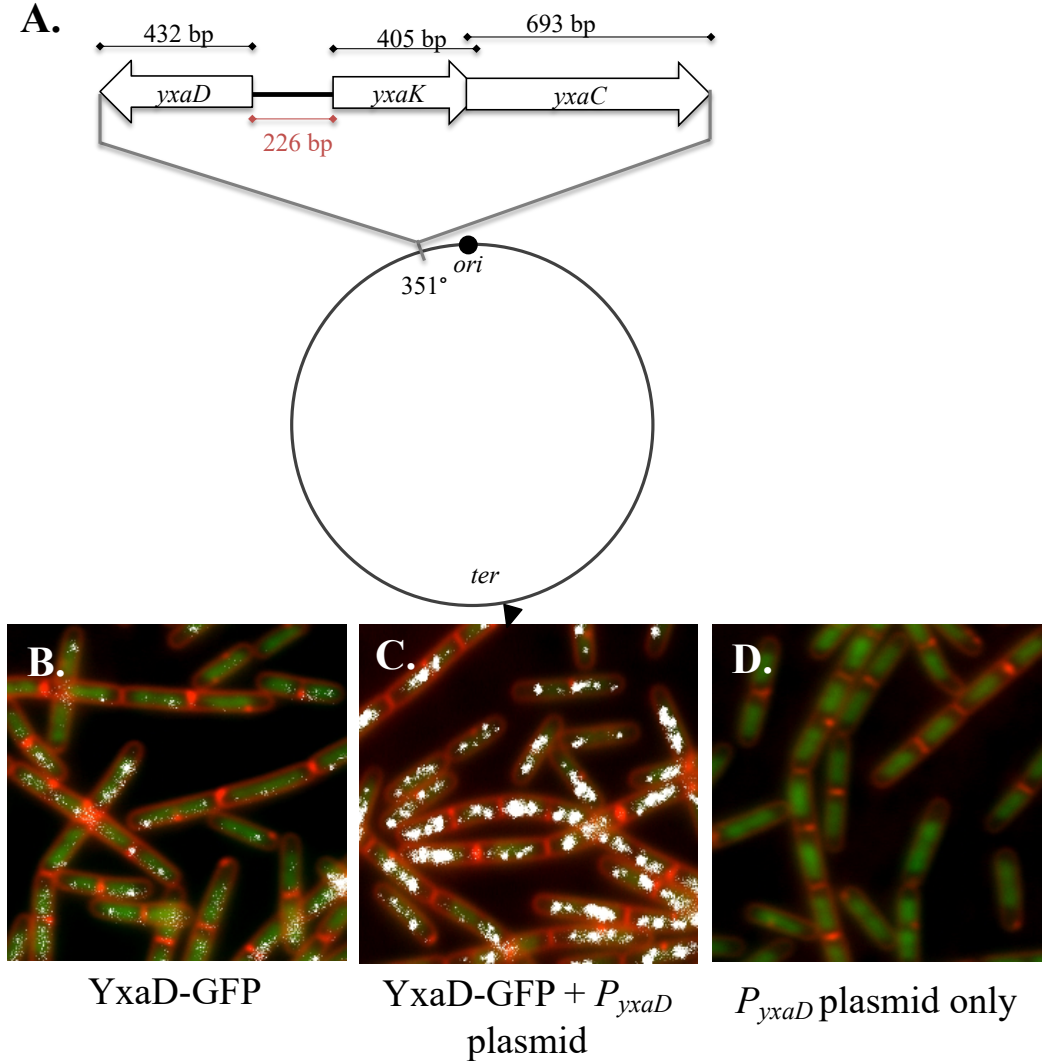 A.
432 bp
405 bp
693 bp
yxaD
yxaK
yxaC
226 bp
ori
351°
ter
B.
C.
D.
YxaD-GFP
YxaD-GFP + PyxaD
plasmid
PyxaD plasmid only